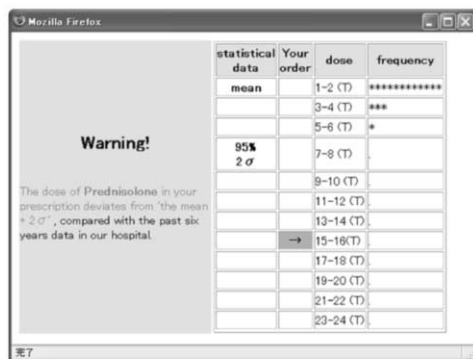 Mozilla Firefox
statistical data Your order dose frequency
mean 1-2 (T) ************
3-4 (T) ***
5-6 (T) *
95% 2 σ 7-8 (T) .
9-10 (T) .
11-12 (T) .
13-14 (T) .
→ 15-16(T) .
17-18 (T) .
19-20 (T) .
21-22 (T) .
23-24 (T) .
Warning!
The dose of Prednisolone in your
prescription deviates from 'the mean
+ 2 σ' , compared with the past six
years data in our hospital.
完了